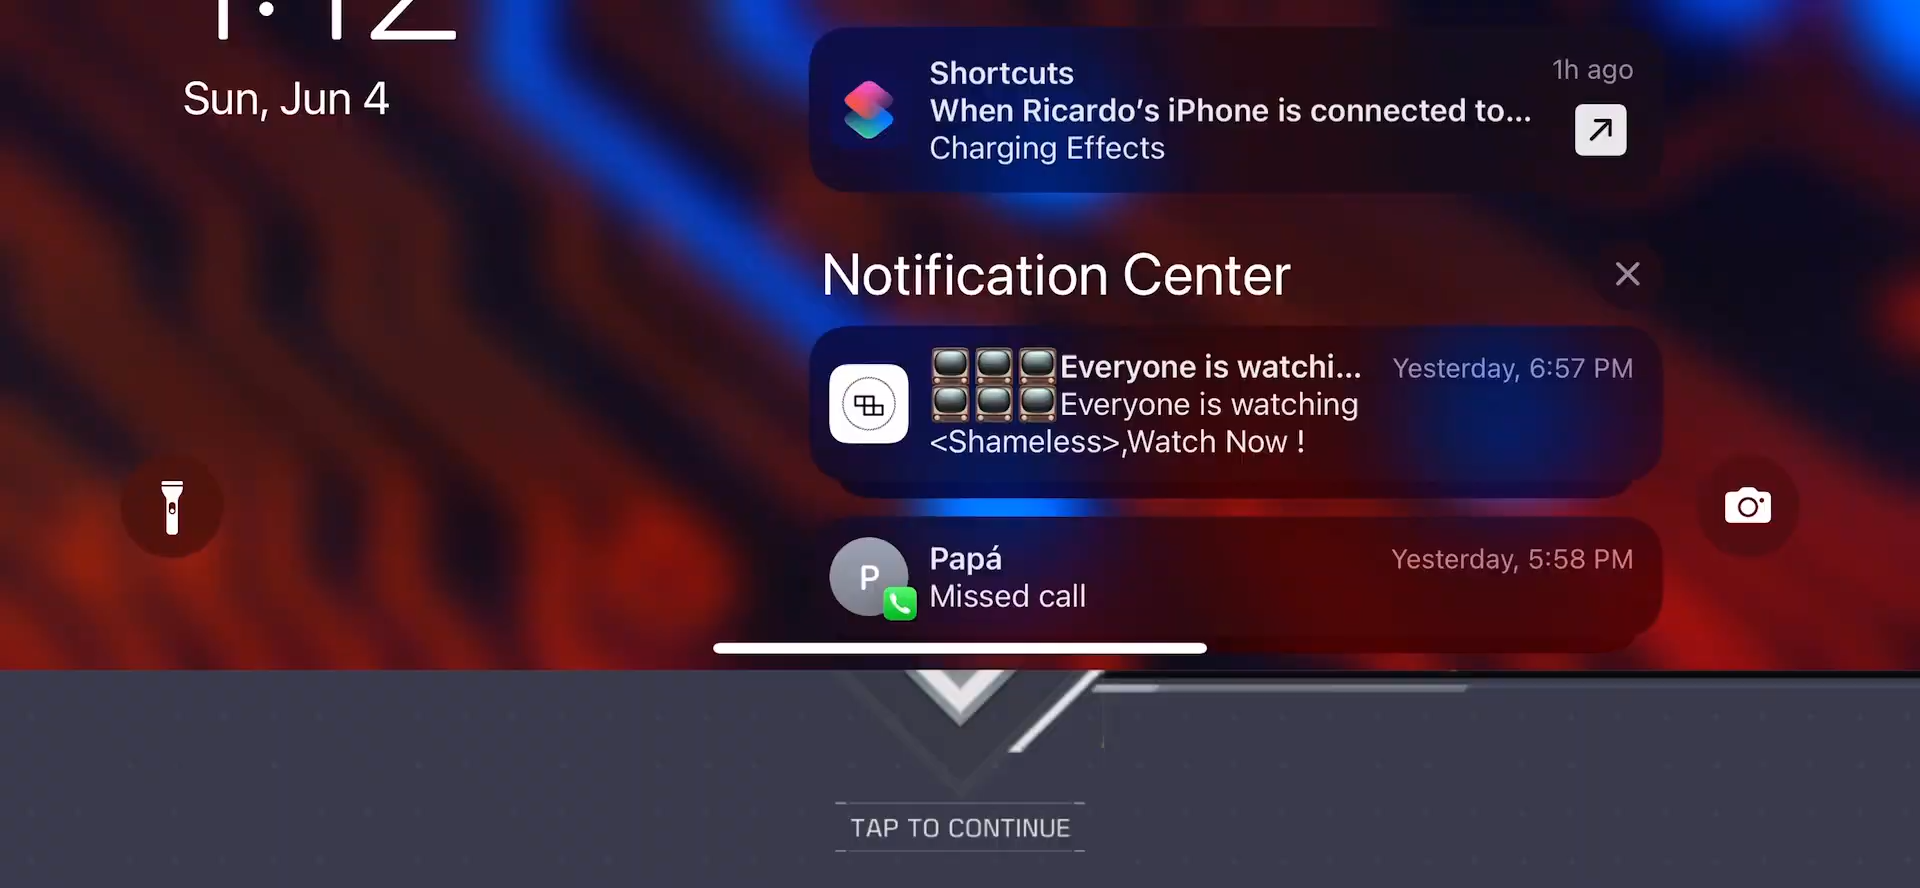 Sun, Jun 4
Shortcuts
1h ago
When Ricardo's iPhone is connected to...
Charging Effects
Notification Center
Everyone is watchi...
Yesterday, 6:57 PM
Everyone is watching
<Shameless>,Watch Now !
P
Papá
Yesterday, 5:58 PM
Missed call
TAP TO CONTINUE